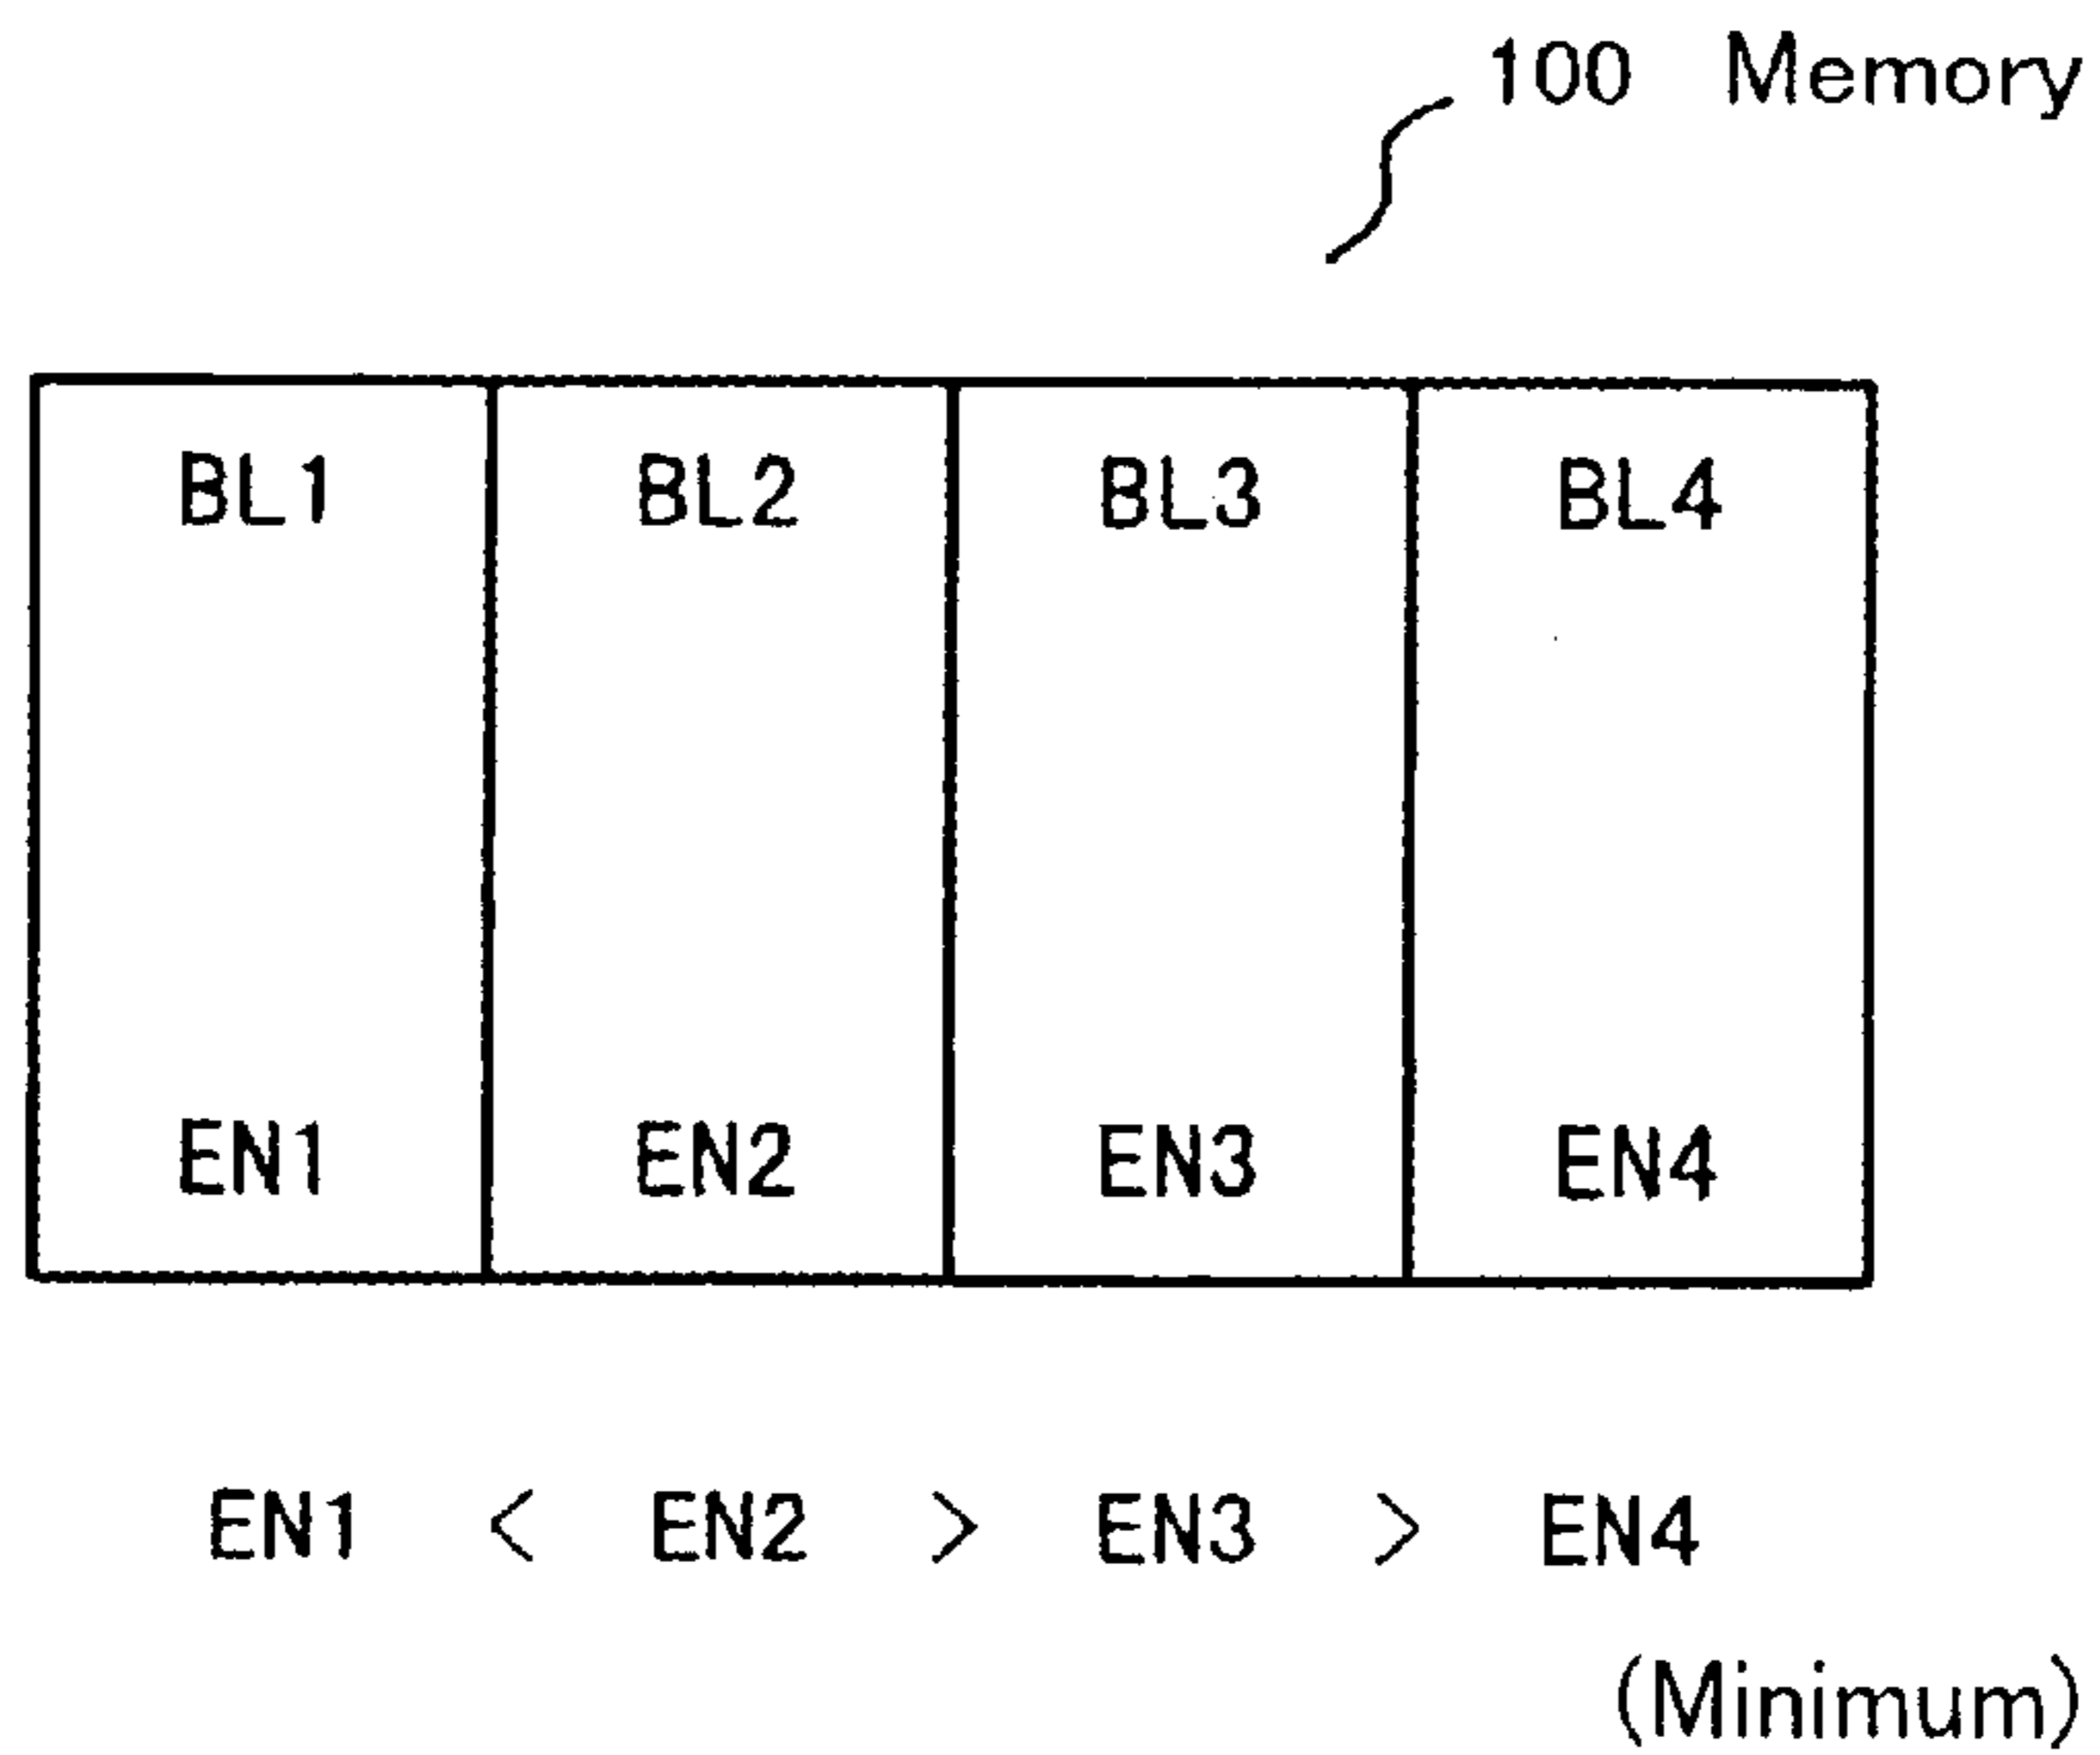 100 Memory
BL1 BL2 BL3 BL4
EN1 EN2 EN3 EN4
EN1 < EN2 > EN3 > EN4
(Minimum)